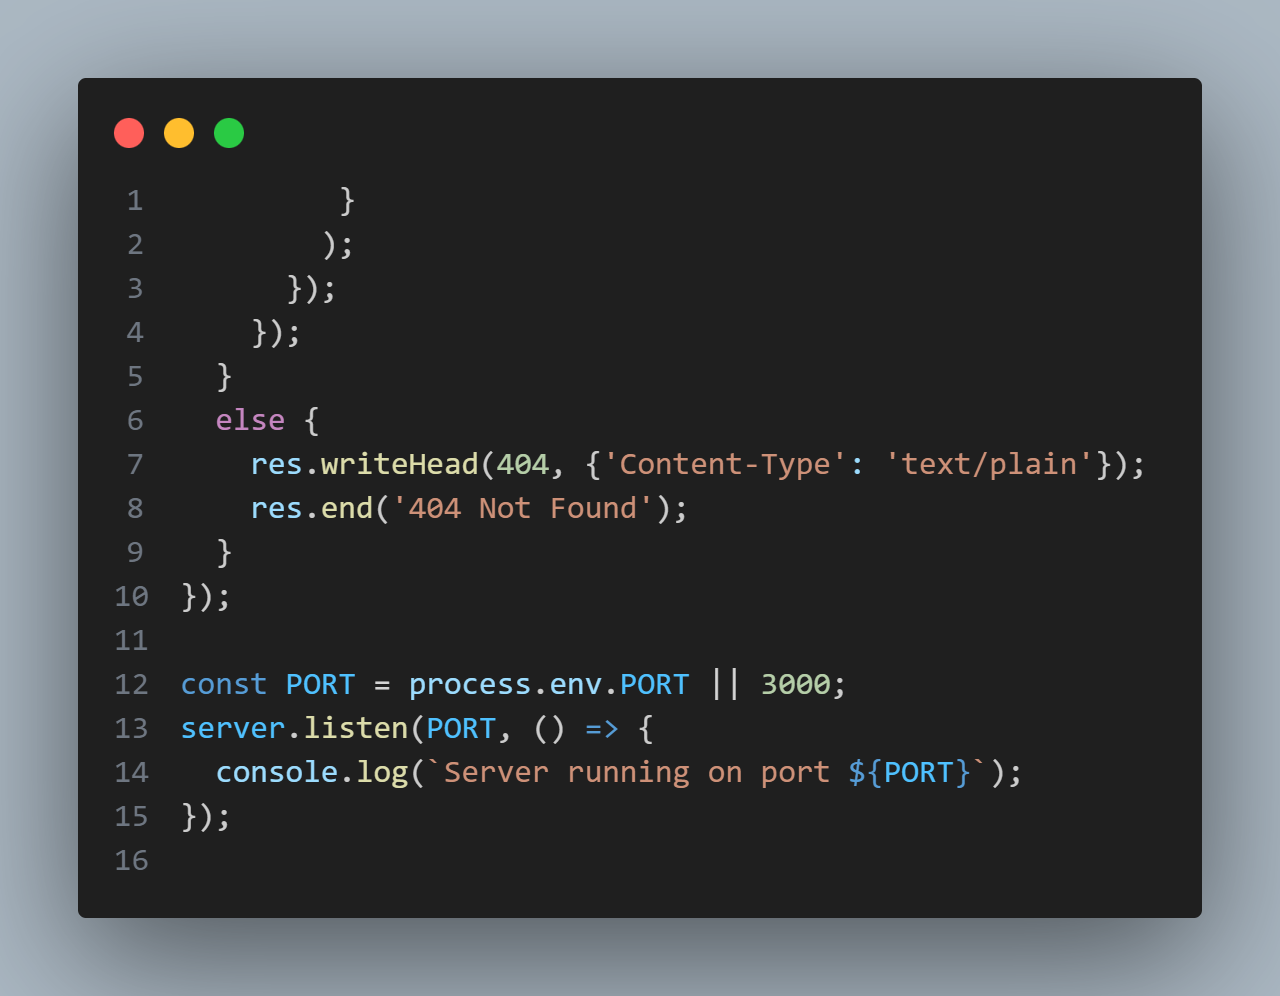 1          }
2         );
3       });
4     });
5   }
6   else {
7     res.writeHead(404, {'Content-Type': 'text/plain'});
8     res.end('404 Not Found');
9   }
10 });
11
12 const PORT = process.env.PORT || 3000;
13 server.listen(PORT, () => {
14   console.log(`Server running on port ${PORT}`);
15 });
16